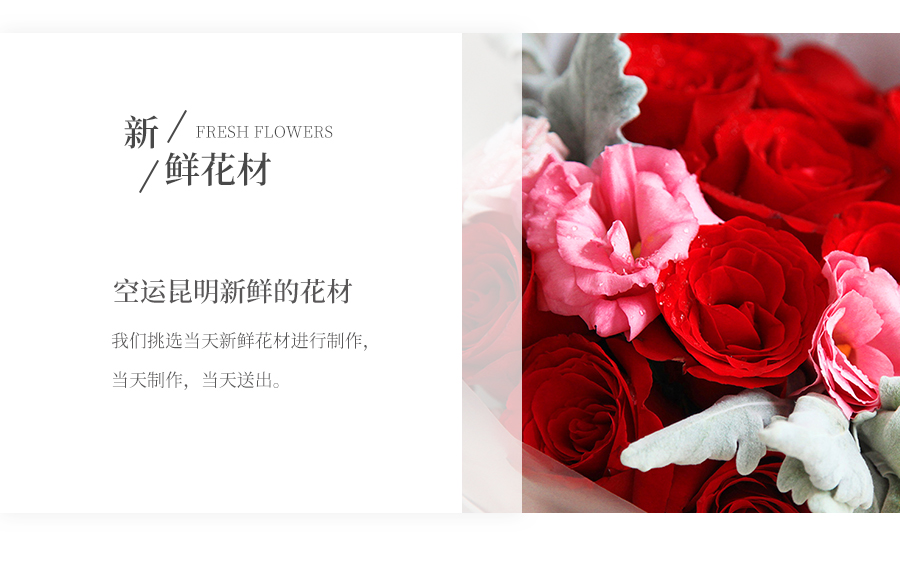 新
FRESH FLOWERS
鲜花材
空运昆明新鲜的花材
我们挑选当天新鲜花材进行制作,
当天制作，当天送出。